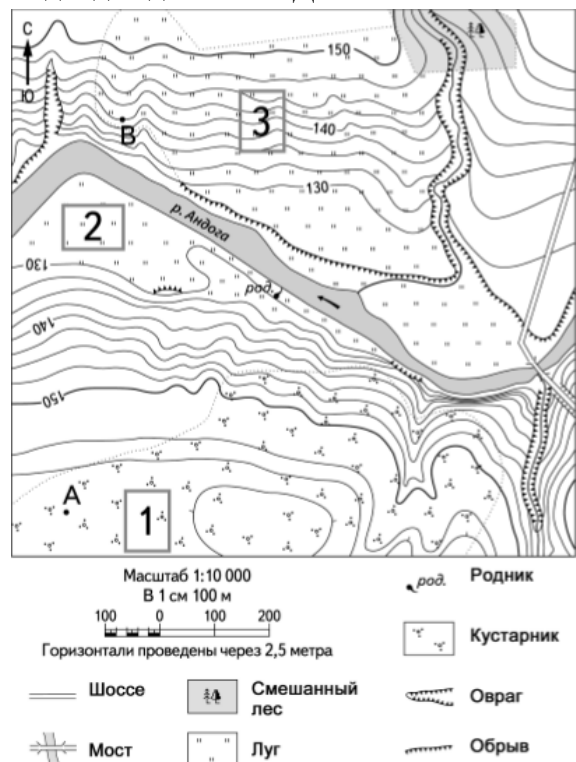 С
Ю
150
В
3
140
130
р. Андога
2
130
род.
140
150
А
1
Масштаб 1:10 000
В 1 см 100 м
100 0 100 200
Горизонтали проведены через 2,5 метра
род. Родник
Кустарник
Шоссе
Смешанный
лес
Овраг
Мост
Луг
Обрыв